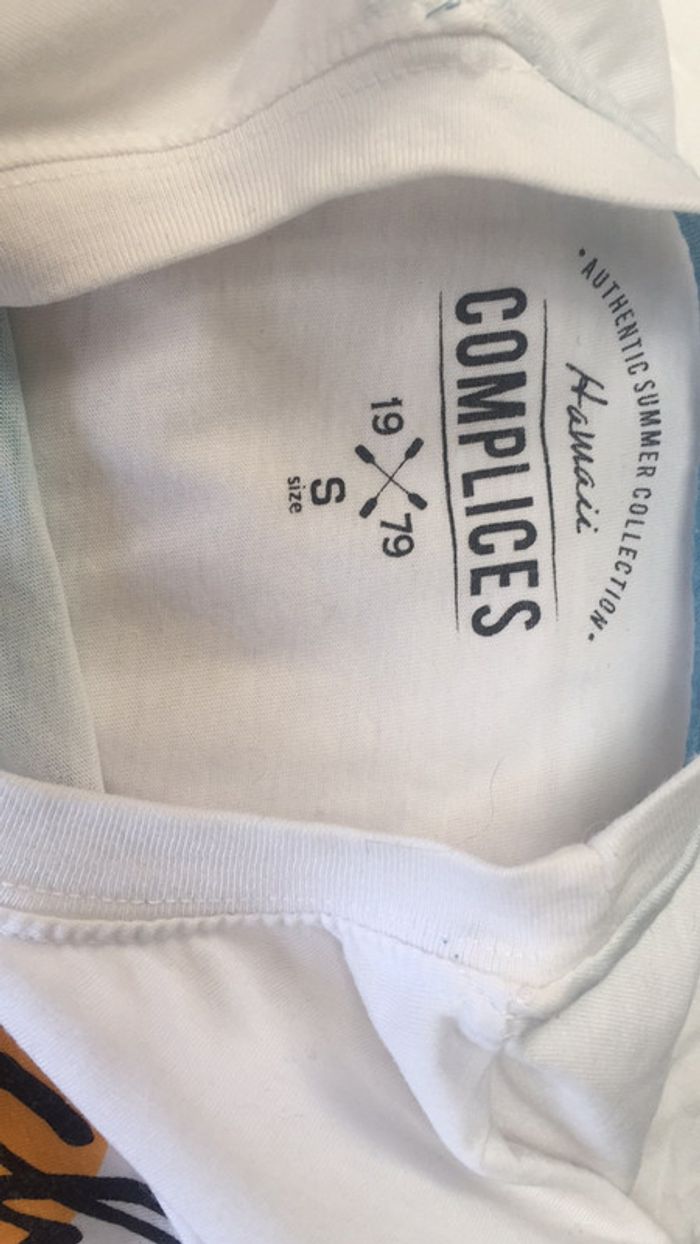 • AUTHENTIC SUMMER COLLECTION •
Hawaii
COMPLICES
19 79
S
size